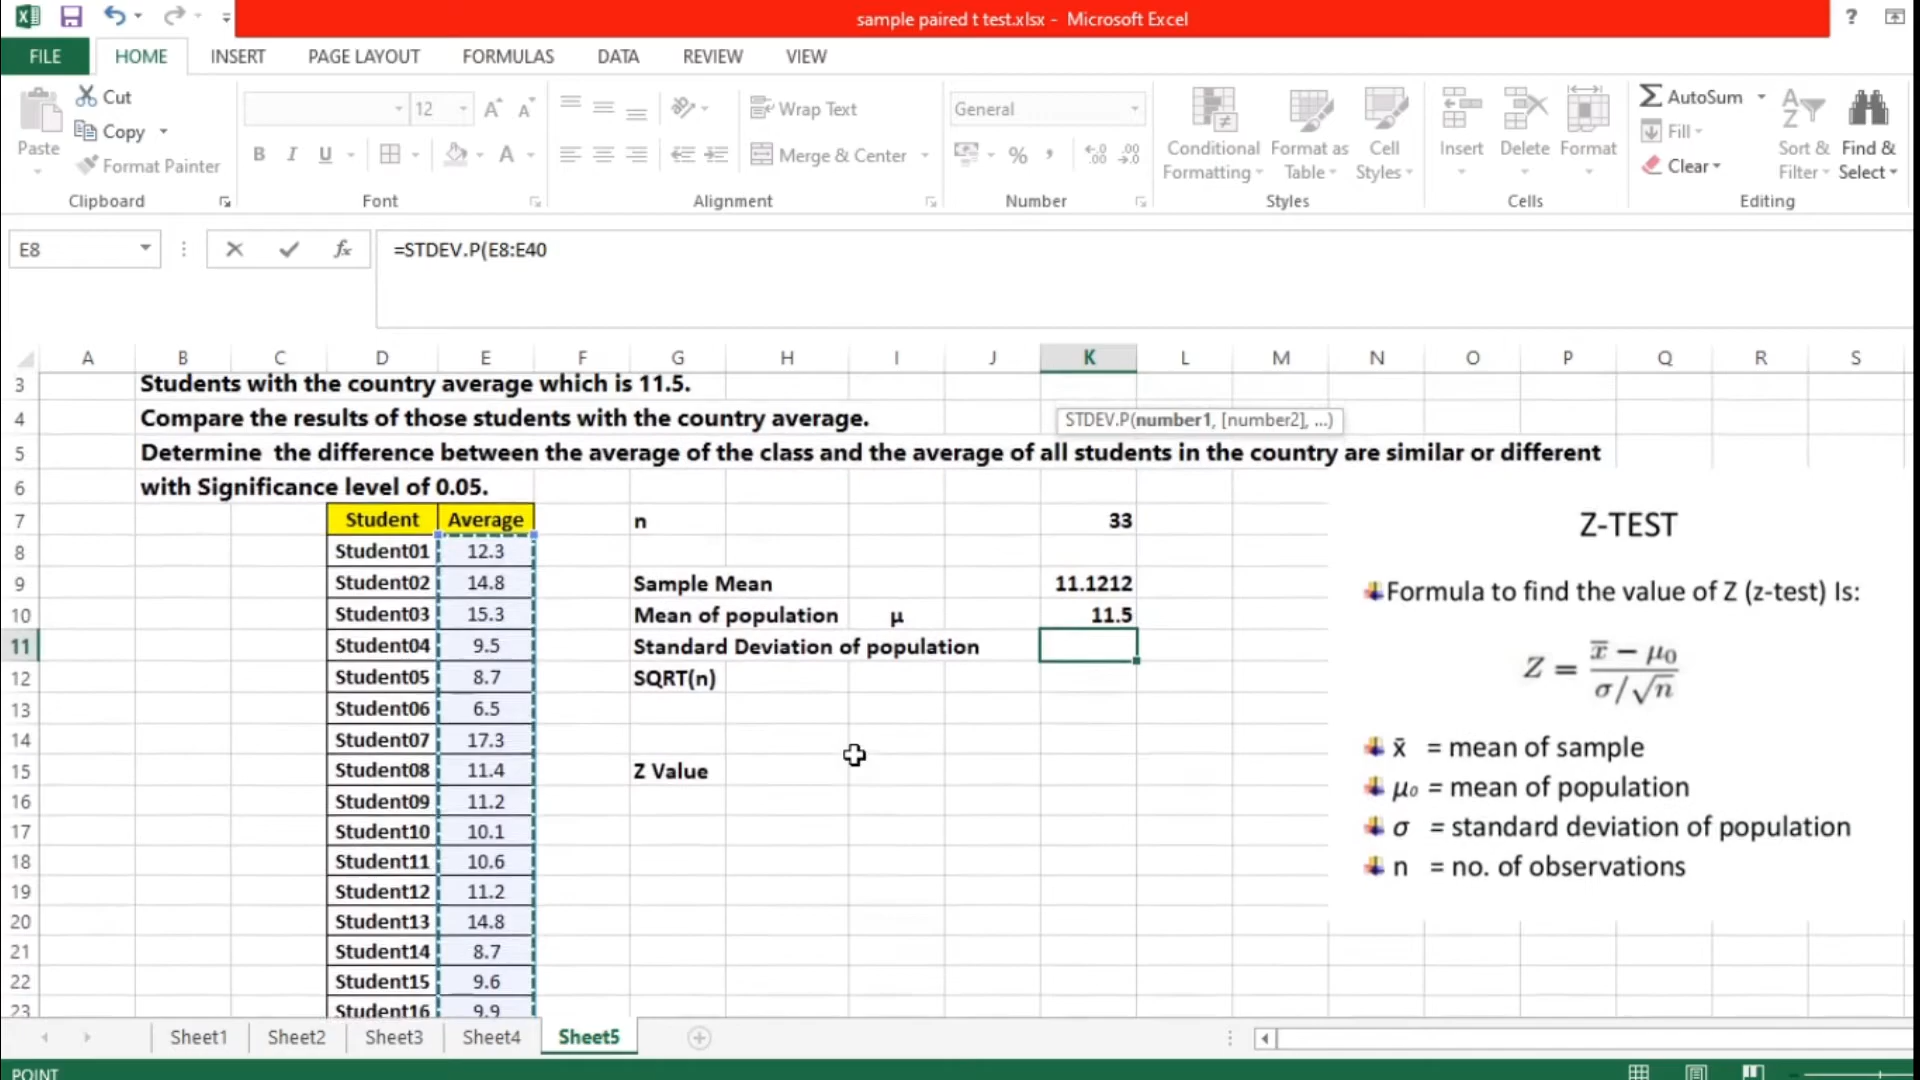 sample paired t test.xlsx - Microsoft Excel
?
FILE HOME INSERT PAGE LAYOUT FORMULAS DATA REVIEW VIEW
Paste
Cut
Copy
Format Painter
Clipboard
12
B I U
Font
Wrap Text
Merge & Center
Alignment
General
%
Number
Conditional Formatting
Format as Table
Cell Styles
Styles
Insert Delete Format
Cells
AutoSum
Fill
Clear
Sort & Filter
Find & Select
Editing
E8
fx
=STDEV.P(E8:E40
A B C D E F G H I J K L M N O P Q R S
3 Students with the country average which is 11.5.
4 Compare the results of those students with the country average.
STDEV.P(number1, [number2], ...)
5 Determine the difference between the average of the class and the average of all students in the country are similar or different
6 with Significance level of 0.05.
7 Student Average n 33
8 Student01 12.3
9 Student02 14.8 Sample Mean 11.1212
10 Student03 15.3 Mean of population μ 11.5
11 Student04 9.5 Standard Deviation of population
12 Student05 8.7 SQRT(n)
13 Student06 6.5
14 Student07 17.3
15 Student08 11.4 Z Value
16 Student09 11.2
17 Student10 10.1
18 Student11 10.6
19 Student12 11.2
20 Student13 14.8
21 Student14 8.7
22 Student15 9.6
23 Student16 9.9
Z-TEST
Formula to find the value of Z (z-test) Is:
Z = (x̄ − μ0) / (σ/√n)
x̄ = mean of sample
μ0 = mean of population
σ = standard deviation of population
n = no. of observations
Sheet1 Sheet2 Sheet3 Sheet4 Sheet5
POINT